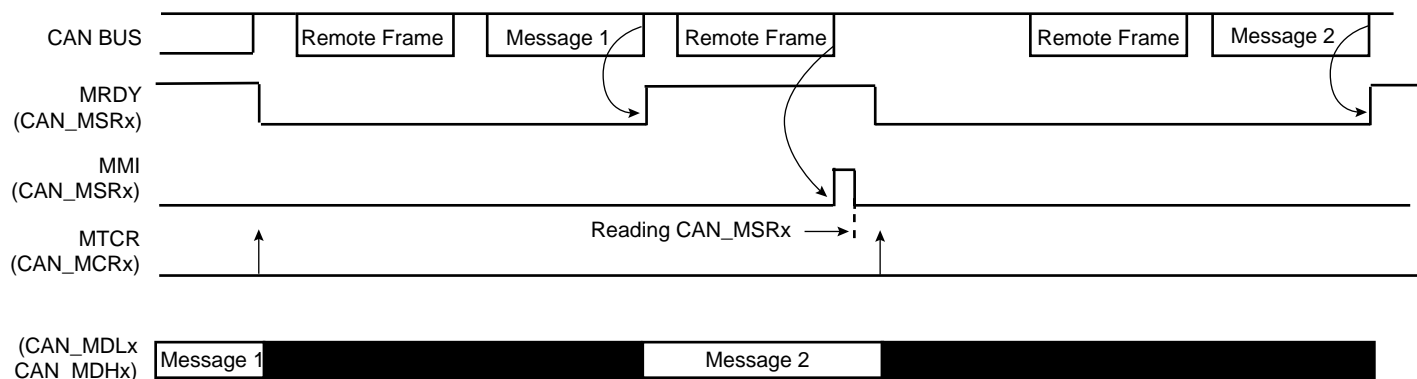 CAN BUS
Remote Frame
Message 1
Remote Frame
Remote Frame
Message 2
MRDY
(CAN_MSRx)
MMI
(CAN_MSRx)
Reading CAN_MSRx
MTCR
(CAN_MCRx)
(CAN_MDLx
CAN_MDHx)
Message 1
Message 2